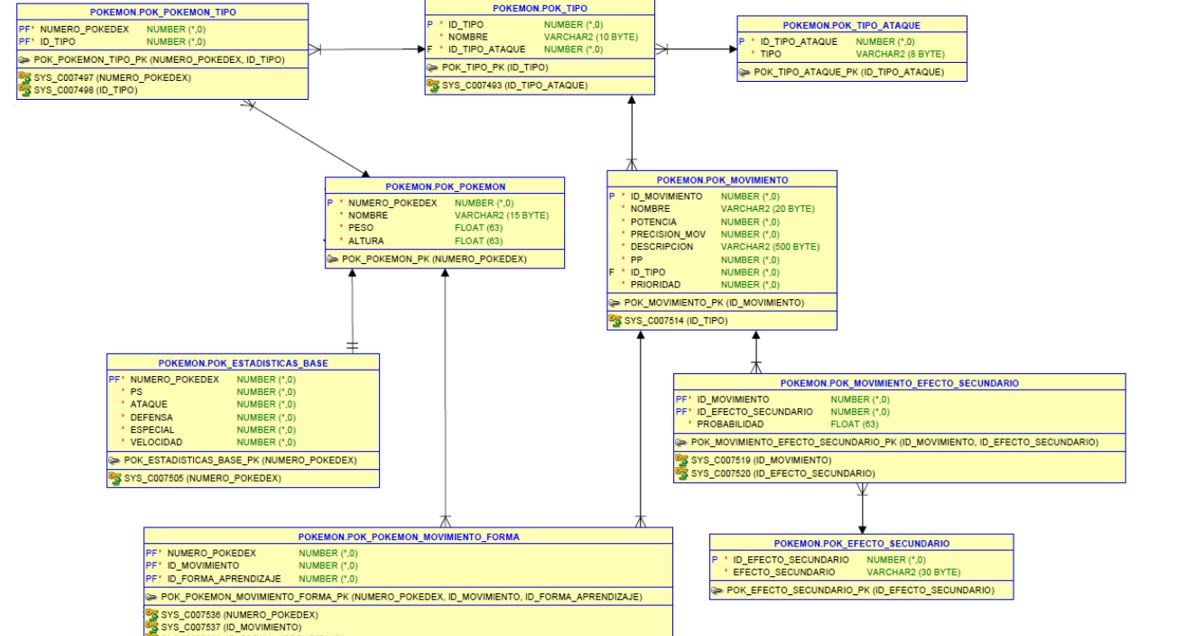 POKEMON.POK_POKEMON_TIPO
PF* NUMERO_POKEDEX NUMBER (*,0)
PF* ID_TIPO NUMBER (*,0)
POK_POKEMON_TIPO_PK (NUMERO_POKEDEX, ID_TIPO)
SYS_C007497 (NUMERO_POKEDEX)
SYS_C007498 (ID_TIPO)
POKEMON.POK_TIPO
P * ID_TIPO NUMBER (*,0)
* NOMBRE VARCHAR2 (10 BYTE)
F * ID_TIPO_ATAQUE NUMBER (*,0)
POK_TIPO_PK (ID_TIPO)
SYS_C007493 (ID_TIPO_ATAQUE)
POKEMON.POK_TIPO_ATAQUE
P * ID_TIPO_ATAQUE NUMBER (*,0)
* TIPO VARCHAR2 (8 BYTE)
POK_TIPO_ATAQUE_PK (ID_TIPO_ATAQUE)
POKEMON.POK_POKEMON
P * NUMERO_POKEDEX NUMBER (*,0)
* NOMBRE VARCHAR2 (15 BYTE)
* PESO FLOAT (63)
* ALTURA FLOAT (63)
POK_POKEMON_PK (NUMERO_POKEDEX)
POKEMON.POK_MOVIMIENTO
P * ID_MOVIMIENTO NUMBER (*,0)
* NOMBRE VARCHAR2 (20 BYTE)
* POTENCIA NUMBER (*,0)
* PRECISION_MOV NUMBER (*,0)
* DESCRIPCION VARCHAR2 (500 BYTE)
* PP NUMBER (*,0)
F * ID_TIPO NUMBER (*,0)
* PRIORIDAD NUMBER (*,0)
POK_MOVIMIENTO_PK (ID_MOVIMIENTO)
SYS_C007514 (ID_TIPO)
POKEMON.POK_ESTADISTICAS_BASE
PF* NUMERO_POKEDEX NUMBER (*,0)
* PS NUMBER (*,0)
* ATAQUE NUMBER (*,0)
* DEFENSA NUMBER (*,0)
* ESPECIAL NUMBER (*,0)
* VELOCIDAD NUMBER (*,0)
POK_ESTADISTICAS_BASE_PK (NUMERO_POKEDEX)
SYS_C007505 (NUMERO_POKEDEX)
POKEMON.POK_MOVIMIENTO_EFECTO_SECUNDARIO
PF* ID_MOVIMIENTO NUMBER (*,0)
PF* ID_EFECTO_SECUNDARIO NUMBER (*,0)
* PROBABILIDAD FLOAT (63)
POK_MOVIMIENTO_EFECTO_SECUNDARIO_PK (ID_MOVIMIENTO, ID_EFECTO_SECUNDARIO)
SYS_C007519 (ID_MOVIMIENTO)
SYS_C007520 (ID_EFECTO_SECUNDARIO)
POKEMON.POK_POKEMON_MOVIMIENTO_FORMA
PF* NUMERO_POKEDEX NUMBER (*,0)
PF* ID_MOVIMIENTO NUMBER (*,0)
PF* ID_FORMA_APRENDIZAJE NUMBER (*,0)
POK_POKEMON_MOVIMIENTO_FORMA_PK (NUMERO_POKEDEX, ID_MOVIMIENTO, ID_FORMA_APRENDIZAJE)
SYS_C007536 (NUMERO_POKEDEX)
SYS_C007537 (ID_MOVIMIENTO)
POKEMON.POK_EFECTO_SECUNDARIO
P * ID_EFECTO_SECUNDARIO NUMBER (*,0)
* EFECTO_SECUNDARIO VARCHAR2 (30 BYTE)
POK_EFECTO_SECUNDARIO_PK (ID_EFECTO_SECUNDARIO)